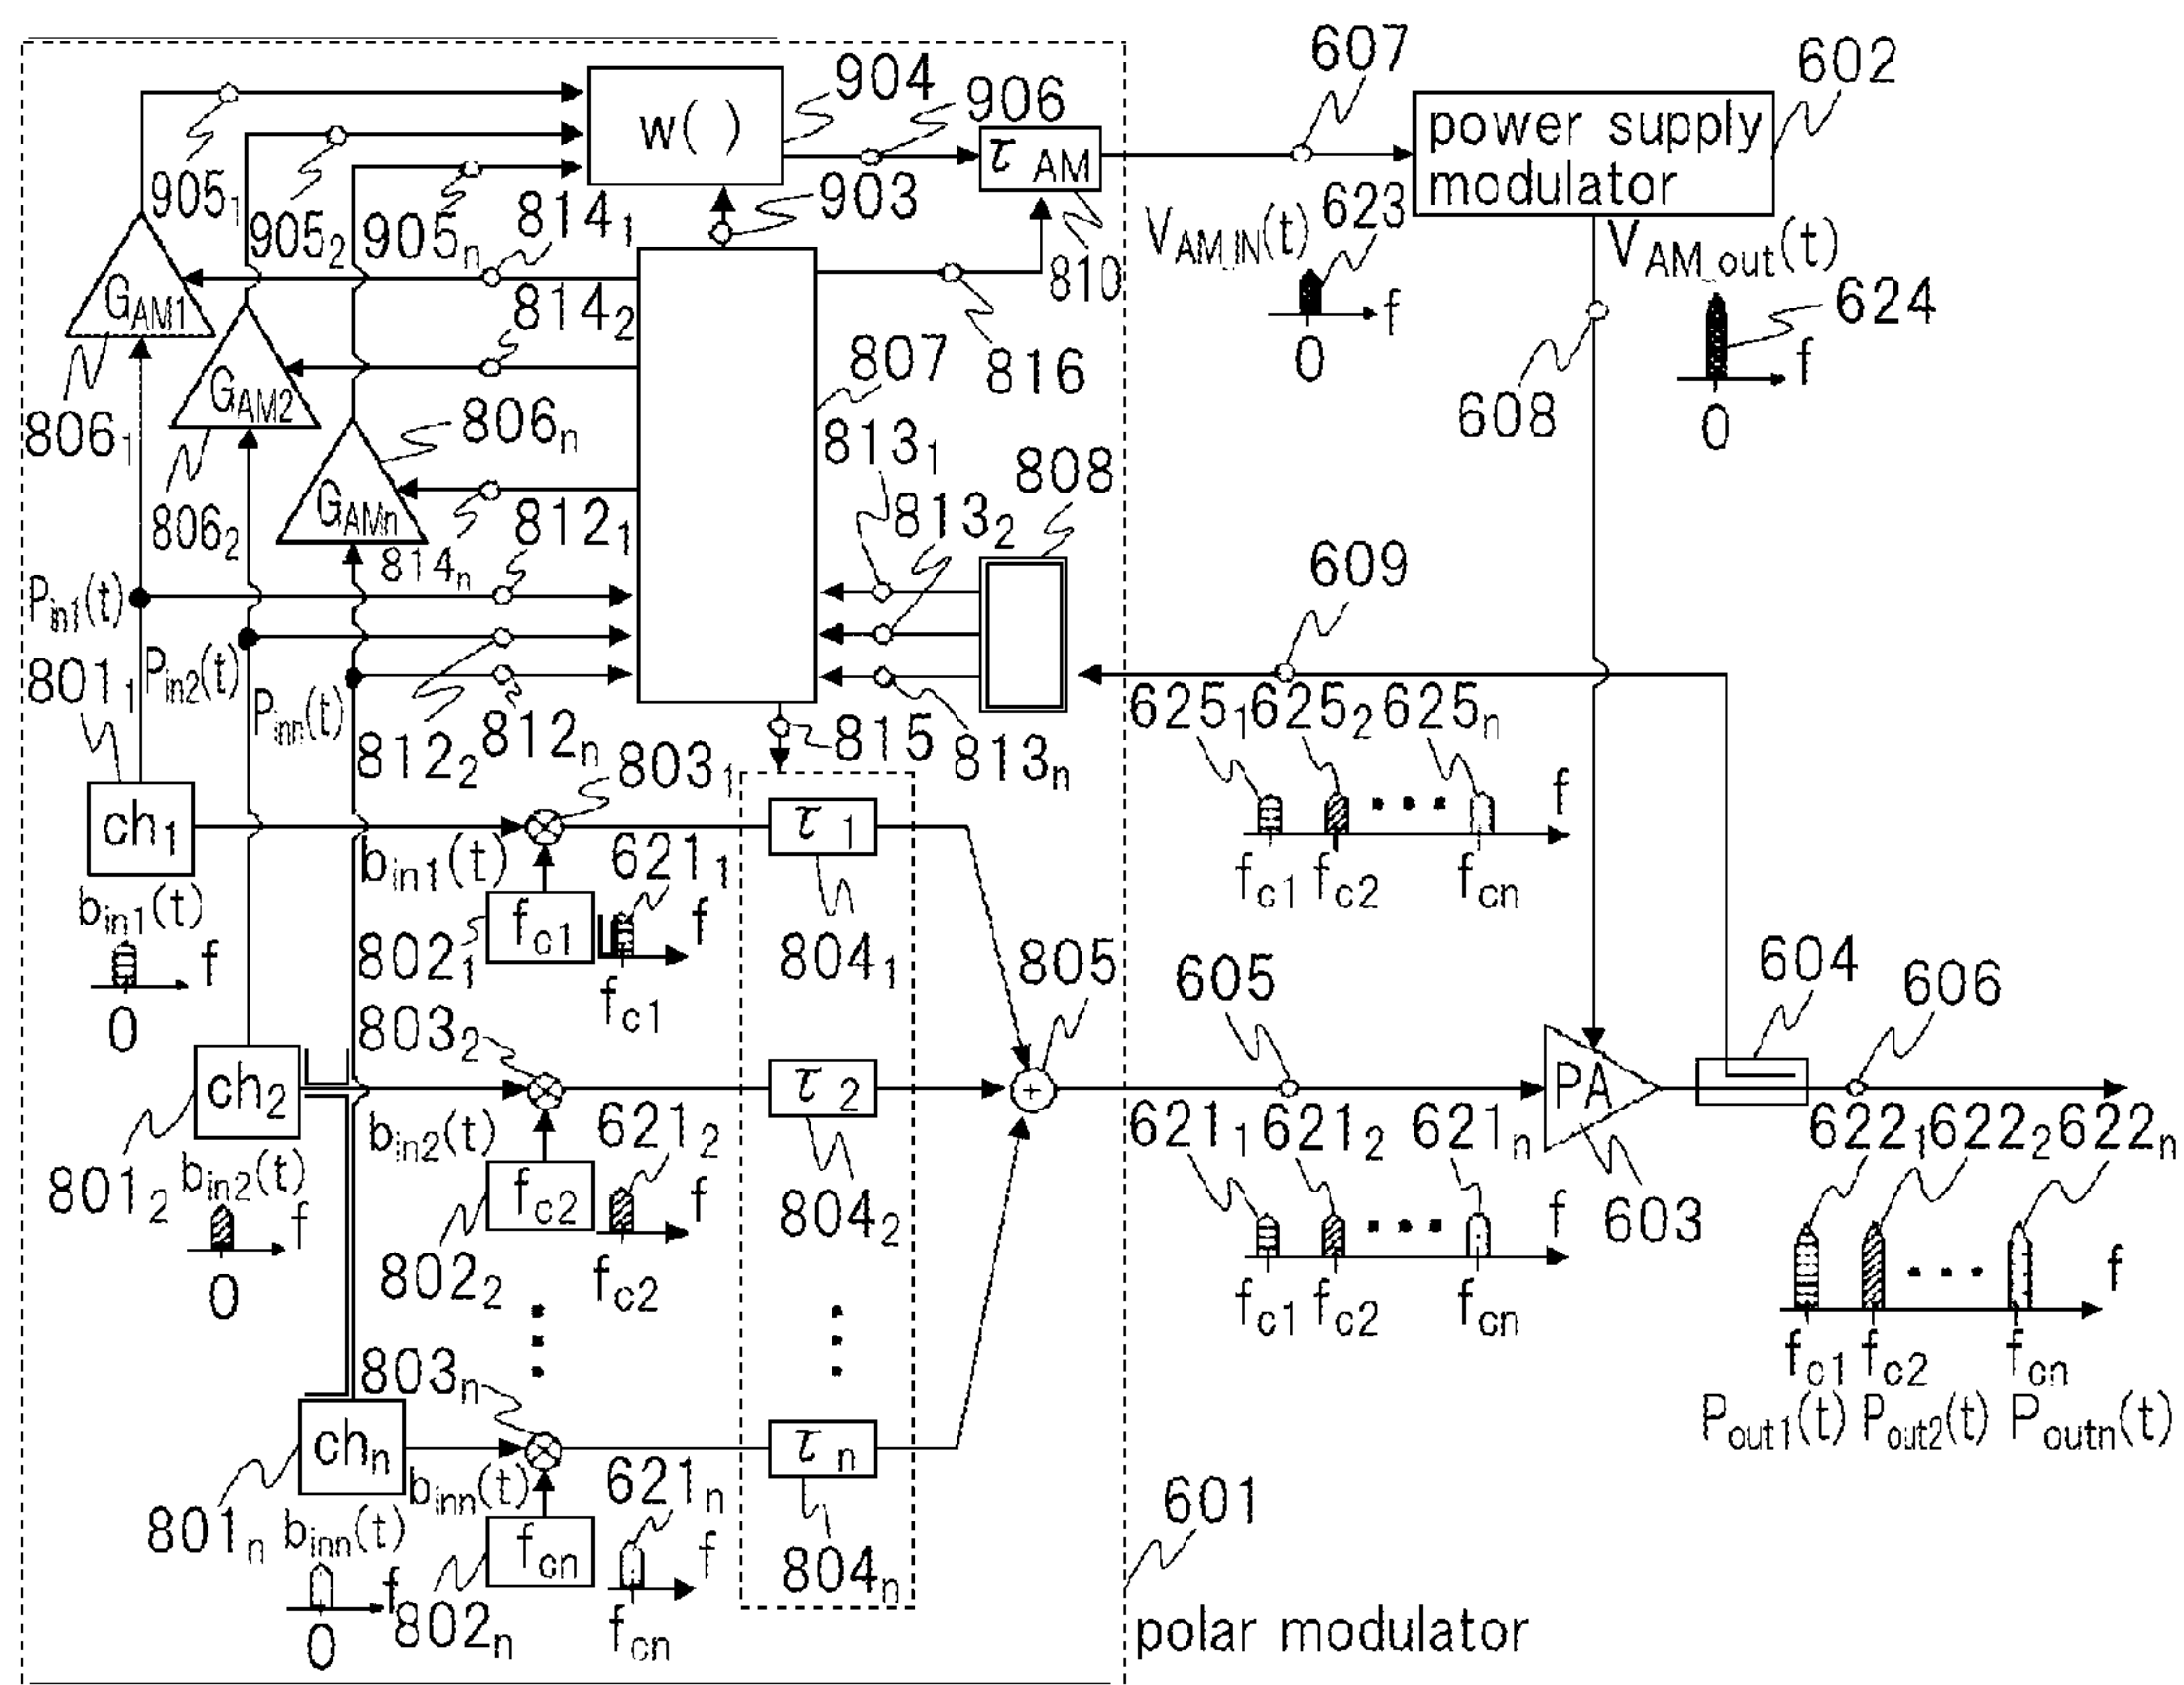 607
602
904
906
w( )
τ AM
power supply
modulator
905₁
905₂
905ₙ
814₁
903
810
V_AM_IN(t)
623
V_AM_out(t)
624
G_AM1
814₂
816
f
0
f
0
608
807
806₁
G_AM2
806ₙ
813₁
808
806₂
G_AMn
814ₙ
812₁
813₂
609
P_in1(t)
801₁
P_in2(t)
P_inn(t)
812₂
812ₙ
815
813ₙ
625₁
625₂
625ₙ
803₁
ch₁
b_in1(t)
τ 1
621₁
f
f_c1
f_c2
f_cn
b_in1(t)
f
0
802₁
f_c1
f
f_c1
804₁
805
605
604
606
803₂
ch₂
b_in2(t)
τ 2
+
PA
621₂
621₁
621₂
621ₙ
622₁
622₂
622ₙ
801₂
b_in2(t)
f
0
802₂
f_c2
f
f_c2
804₂
603
f
f_c1
f_c2
f_cn
f
f_c1
f_c2
f_cn
P_out1(t)
P_out2(t)
P_outn(t)
803ₙ
chₙ
b_inn(t)
τ n
621ₙ
801ₙ
b_inn(t)
f
0
802ₙ
f_cn
f
f_cn
804ₙ
601
polar modulator